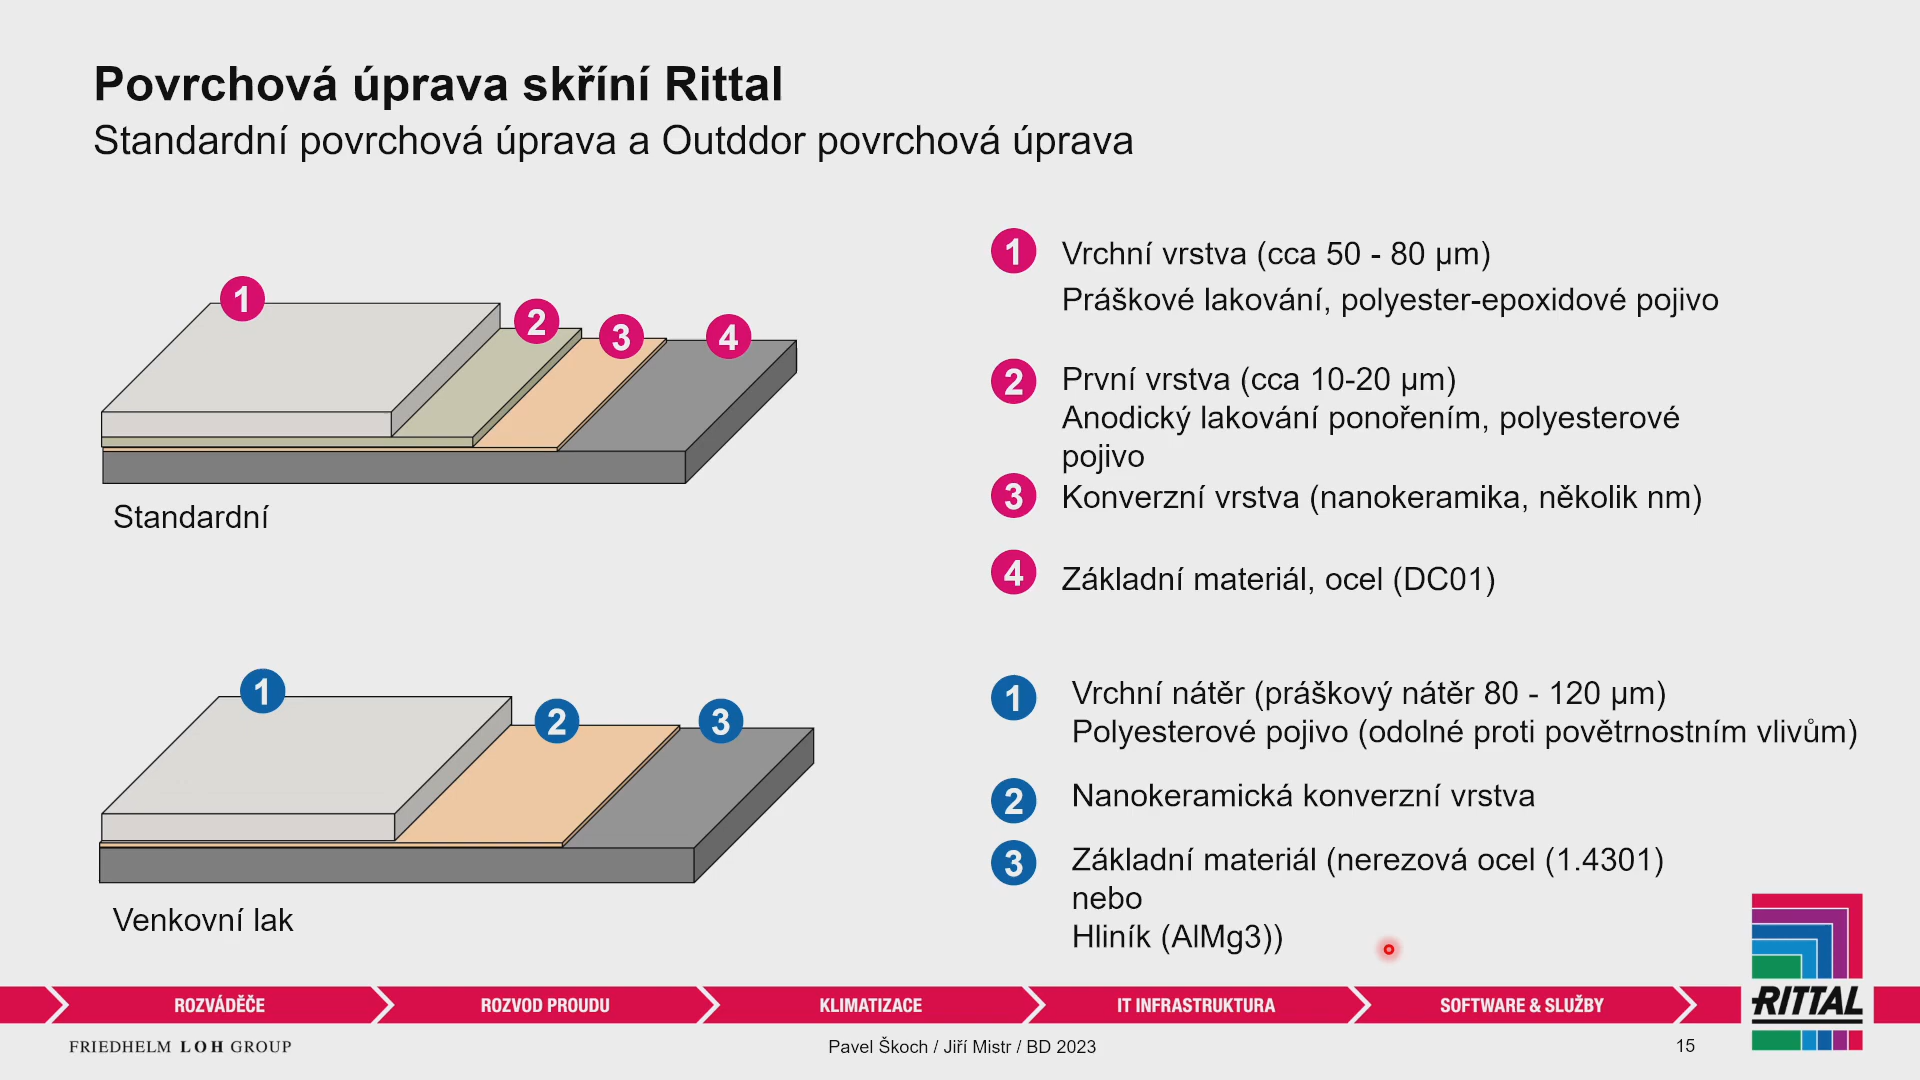 Povrchová úprava skříní Rittal
Standardní povrchová úprava a Outddor povrchová úprava
1
2
3
4
Standardní
1 Vrchní vrstva (cca 50 - 80 µm)
Práškové lakování, polyester-epoxidové pojivo
2 První vrstva (cca 10-20 µm)
Anodický lakování ponořením, polyesterové
pojivo
3 Konverzní vrstva (nanokeramika, několik nm)
4 Základní materiál, ocel (DC01)
1
2
3
Venkovní lak
1 Vrchní nátěr (práškový nátěr 80 - 120 µm)
Polyesterové pojivo (odolné proti povětrnostním vlivům)
2 Nanokeramická konverzní vrstva
3 Základní materiál (nerezová ocel (1.4301)
nebo
Hliník (AlMg3))
ROZVÁDĚČE
ROZVOD PROUDU
KLIMATIZACE
IT INFRASTRUKTURA
SOFTWARE & SLUŽBY
RITTAL
FRIEDHELM LOH GROUP
Pavel Škoch / Jiří Mistr / BD 2023
15